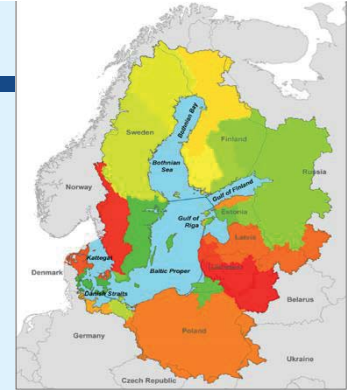 Bothnian Bay
Sweden
Finland
Bothnian
Sea
Russia
Norway
Gulf of Finland
Estonia
Gulf of
Riga
Latvia
Kattegat
Denmark
Baltic Proper
Danish Straits
Belarus
Germany
Poland
Ukraine
Czech Republic